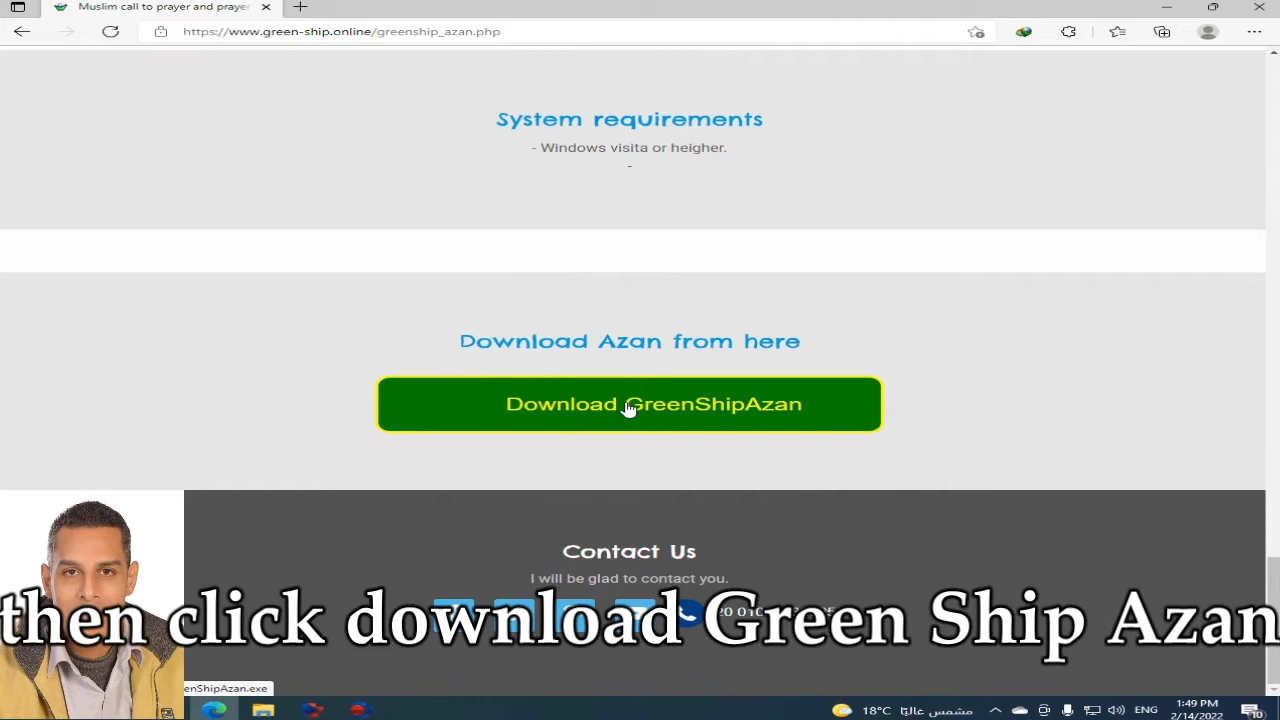 Muslim call to prayer and prayer
https://www.green-ship.online/greenship_azan.php
System requirements
- Windows visita or heigher.
-
Download Azan from here
Download GreenShipAzan
Contact Us
I will be glad to contact you.
then click download Green Ship Azan
enShipAzan.exe
18°C مشمس غالبًا
ENG
1:49 PM
2/14/2022
10